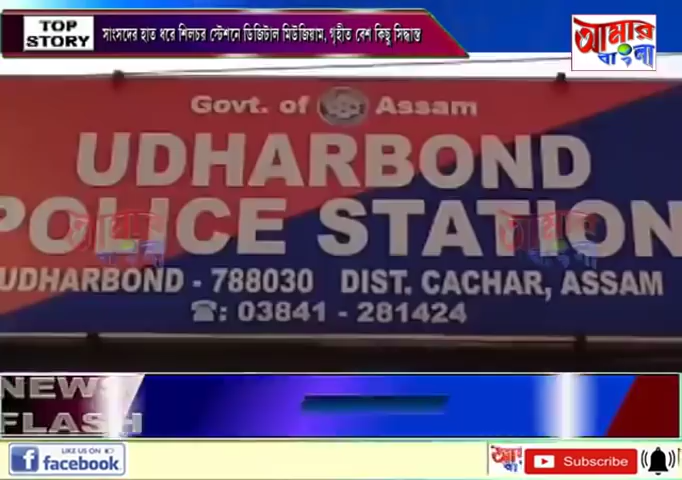 TOP STORY
সাংসদের হাত ধরে শিলচর স্টেশনে ডিজিটাল মিউজিয়াম, গৃহীত বেশ কিছু সিদ্ধান্ত
আমার বাংলা
Govt. of Assam
UDHARBOND
POLICE STATION
UDHARBOND - 788030 DIST. CACHAR, ASSAM
☎: 03841 - 281424
NEWS
FLASH
LIKE US ON
facebook
আমার বাংলা
Subscribe